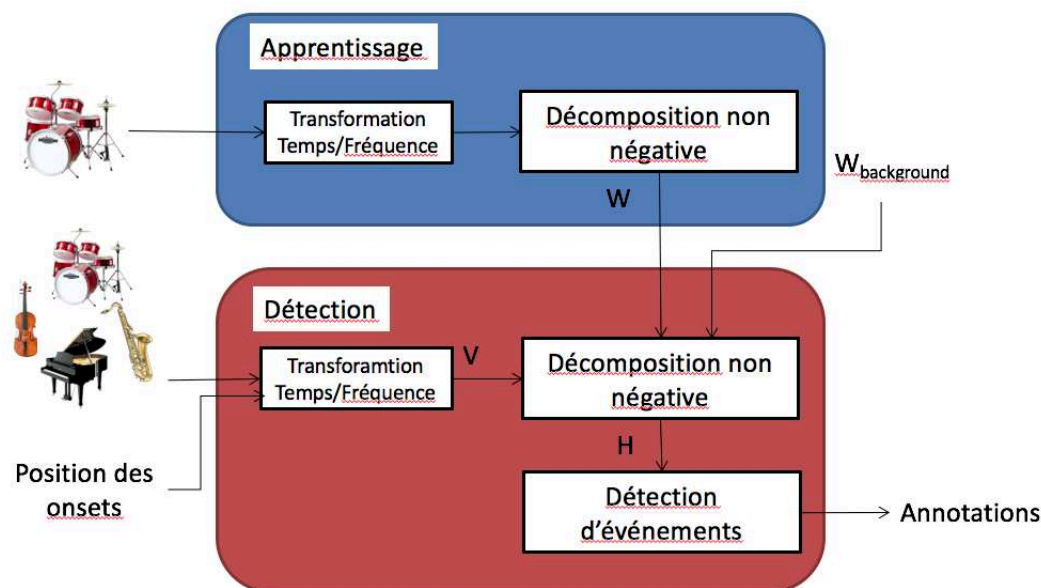 Apprentissage
Transformation
Temps/Fréquence
Décomposition non
négative
W
W background
Détection
Transforamtion
Temps/Fréquence
V
Décomposition non
négative
H
Position des
onsets
Détection
d'événements
Annotations